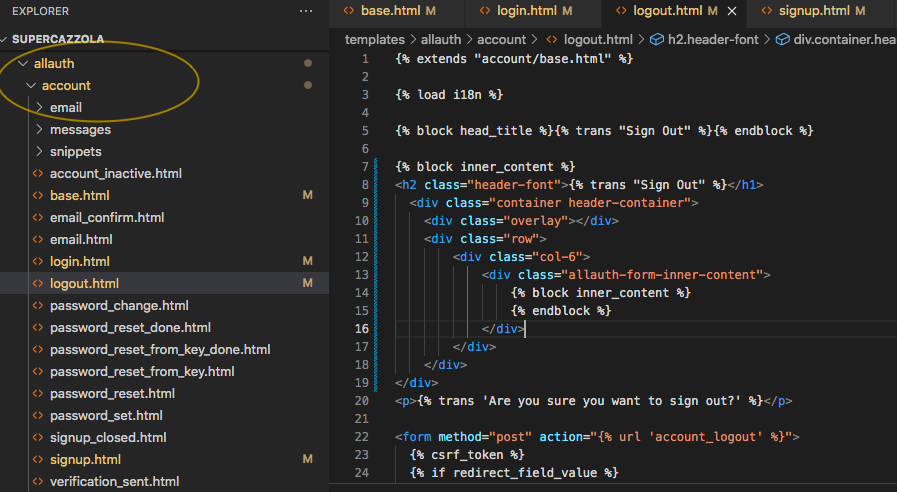 EXPLORER ···
SUPERCAZZOLA
allauth
account
email
messages
snippets
account_inactive.html
base.html M
email_confirm.html
email.html
login.html M
logout.html M
password_change.html
password_reset_done.html
password_reset_from_key_done.html
password_reset_from_key.html
password_reset.html
password_set.html
signup_closed.html
signup.html M
verification_sent.html
base.html M login.html M logout.html M signup.html M
templates > allauth > account > logout.html > h2.header-font > div.container.hea
1 {% extends "account/base.html" %}
2
3 {% load i18n %}
4
5 {% block head_title %}{% trans "Sign Out" %}{% endblock %}
6
7 {% block inner_content %}
8 <h2 class="header-font">{% trans "Sign Out" %}</h1>
9 <div class="container header-container">
10 <div class="overlay"></div>
11 <div class="row">
12 <div class="col-6">
13 <div class="allauth-form-inner-content">
14 {% block inner_content %}
15 {% endblock %}
16 </div>
17 </div>
18 </div>
19 </div>
20 <p>{% trans 'Are you sure you want to sign out?' %}</p>
21
22 <form method="post" action="{% url 'account_logout' %}">
23 {% csrf_token %}
24 {% if redirect_field_value %}